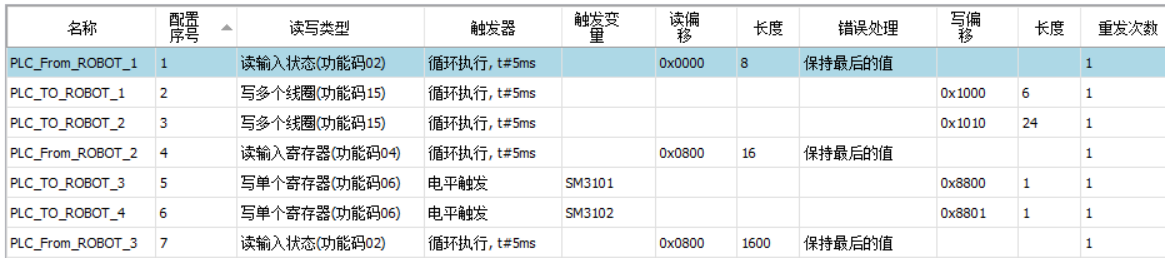 名称 配置序号 读写类型 触发器 触发变量 读偏移 长度 错误处理 写偏移 长度 重发次数
PLC_From_ROBOT_1 1 读输入状态(功能码02) 循环执行, t#5ms 0x0000 8 保持最后的值 1
PLC_TO_ROBOT_1 2 写多个线圈(功能码15) 循环执行, t#5ms 0x1000 6 1
PLC_TO_ROBOT_2 3 写多个线圈(功能码15) 循环执行, t#5ms 0x1010 24 1
PLC_From_ROBOT_2 4 读输入寄存器(功能码04) 循环执行, t#5ms 0x0800 16 保持最后的值 1
PLC_TO_ROBOT_3 5 写单个寄存器(功能码06) 电平触发 SM3101 0x8800 1 1
PLC_TO_ROBOT_4 6 写单个寄存器(功能码06) 电平触发 SM3102 0x8801 1 1
PLC_From_ROBOT_3 7 读输入状态(功能码02) 循环执行, t#5ms 0x0800 1600 保持最后的值 1